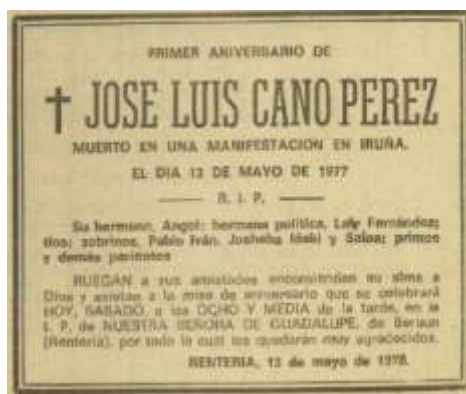 PRIMER ANIVERSARIO DE
† JOSE LUIS CANO PEREZ
MUERTO EN UNA MANIFESTACION EN IRUÑA,
EL DIA 13 DE MAYO DE 1977
R. I. P.
Su hermano, Angel; hermana política, Laly Fernández;
tíos; sobrinos, Pablo Iván, Joseba Iñaki y Saioa; primos
y demás parientes
RUEGAN a sus amistades encomienden su alma a
Dios y asistan a la misa de aniversario que se celebrará
HOY, SABADO, a las OCHO Y MEDIA de la tarde, en la
I. P. de NUESTRA SEÑORA DE GUADALUPE, de Beraun
(Rentería), por todo lo cual les quedarán muy agradecidos.
RENTERIA, 13 de mayo de 1978.